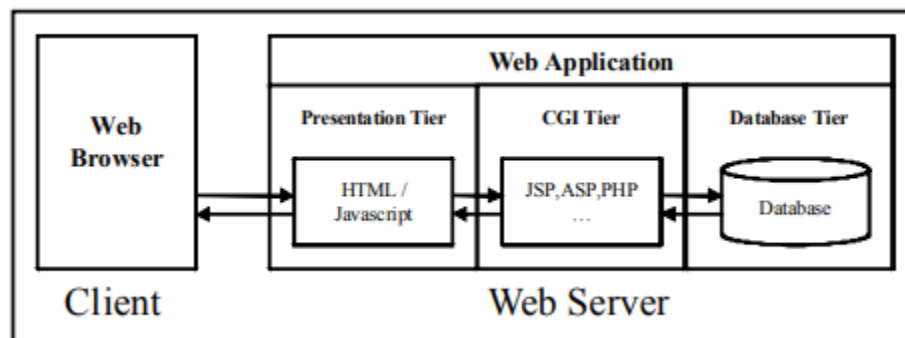 Web Application
Web
Browser
Presentation Tier
CGI Tier
Database Tier
HTML /
Javascript
JSP,ASP,PHP
...
Database
Client
Web Server